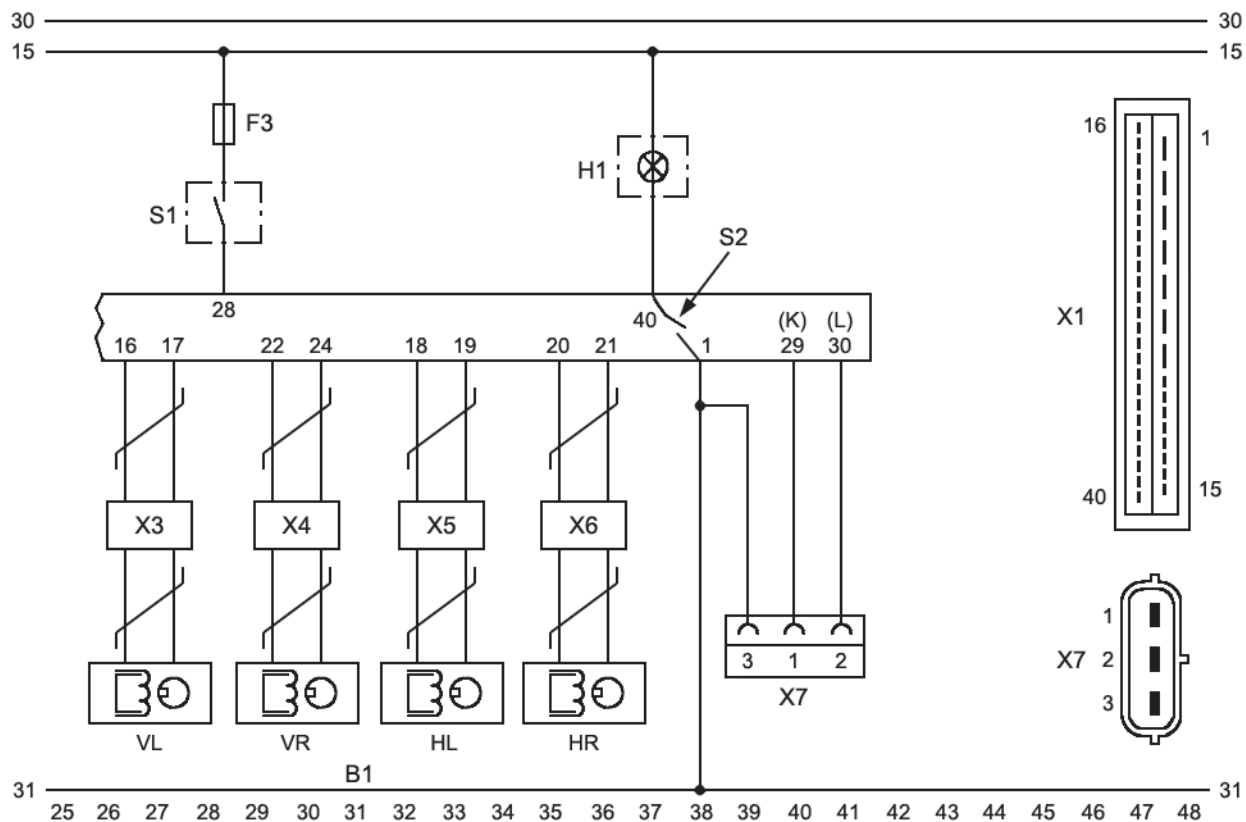 30 30
15 15
F3
16 1
H1
S1
S2
28 40 (K) (L) X1
16 17 22 24 18 19 20 21 1 29 30
40 15
X3 X4 X5 X6
1
3 1 2 X7 2
X7 3
VL VR HL HR
B1
31 31
25 26 27 28 29 30 31 32 33 34 35 36 37 38 39 40 41 42 43 44 45 46 47 48